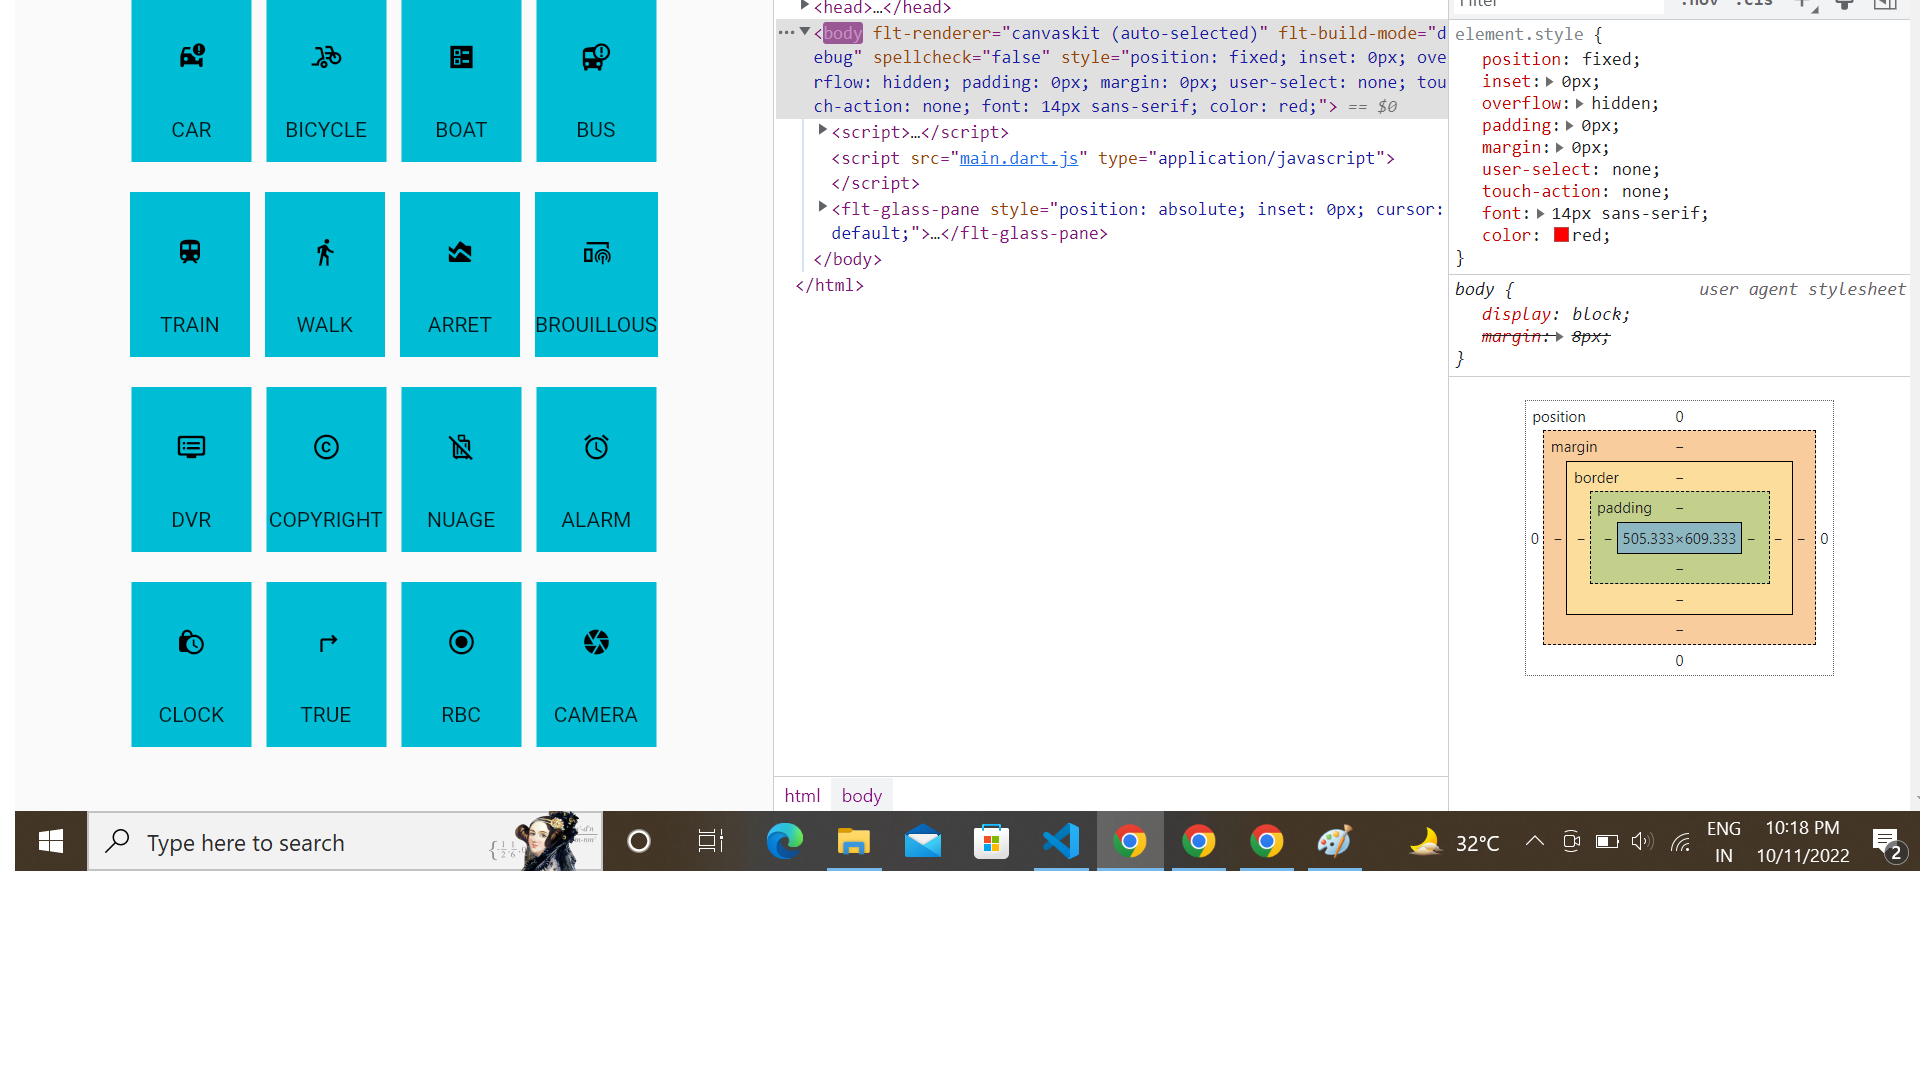 CAR
BICYCLE
BOAT
BUS
TRAIN
WALK
ARRET
BROUILLOUS
DVR
COPYRIGHT
NUAGE
ALARM
CLOCK
TRUE
RBC
CAMERA
<head>…</head>
<body flt-renderer="canvaskit (auto-selected)" flt-build-mode="d
ebug" spellcheck="false" style="position: fixed; inset: 0px; ove
rflow: hidden; padding: 0px; margin: 0px; user-select: none; tou
ch-action: none; font: 14px sans-serif; color: red;"> == $0
<script>…</script>
<script src="main.dart.js" type="application/javascript">
</script>
<flt-glass-pane style="position: absolute; inset: 0px; cursor:
default;">…</flt-glass-pane>
</body>
</html>
html body
Filter :hov .cls
element.style {
position: fixed;
inset: 0px;
overflow: hidden;
padding: 0px;
margin: 0px;
user-select: none;
touch-action: none;
font: 14px sans-serif;
color: red;
}
body { user agent stylesheet
display: block;
margin: 8px;
}
position 0
margin –
border –
padding –
0 – – – 505.333×609.333 – – – 0
–
–
–
0
Type here to search
32°C
ENG
IN
10:18 PM
10/11/2022
2